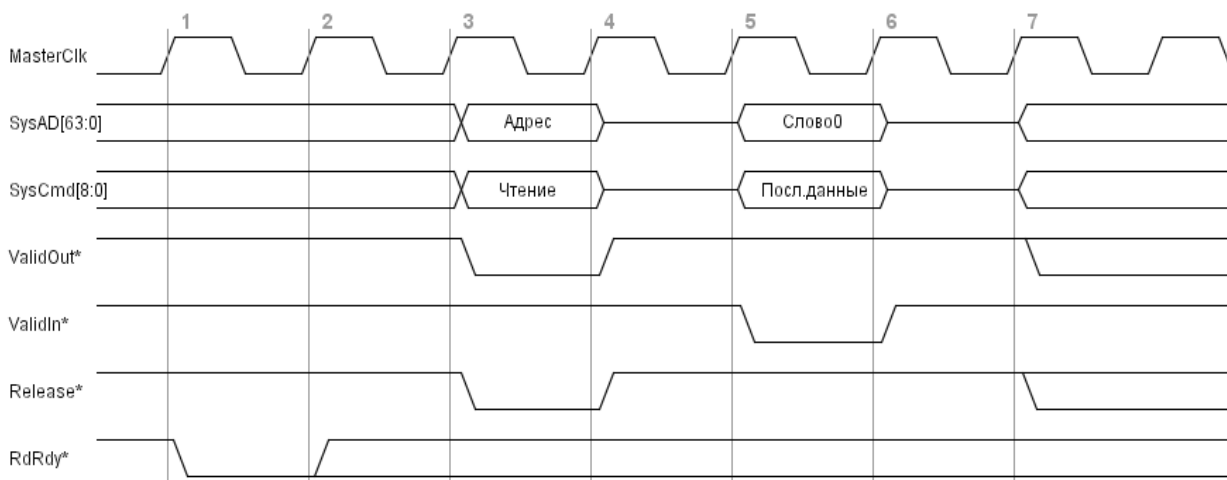 1 2 3 4 5 6 7
MasterClk
SysAD[63:0] Адрес Слово0
SysCmd[8:0] Чтение Посл.данные
ValidOut*
ValidIn*
Release*
RdRdy*